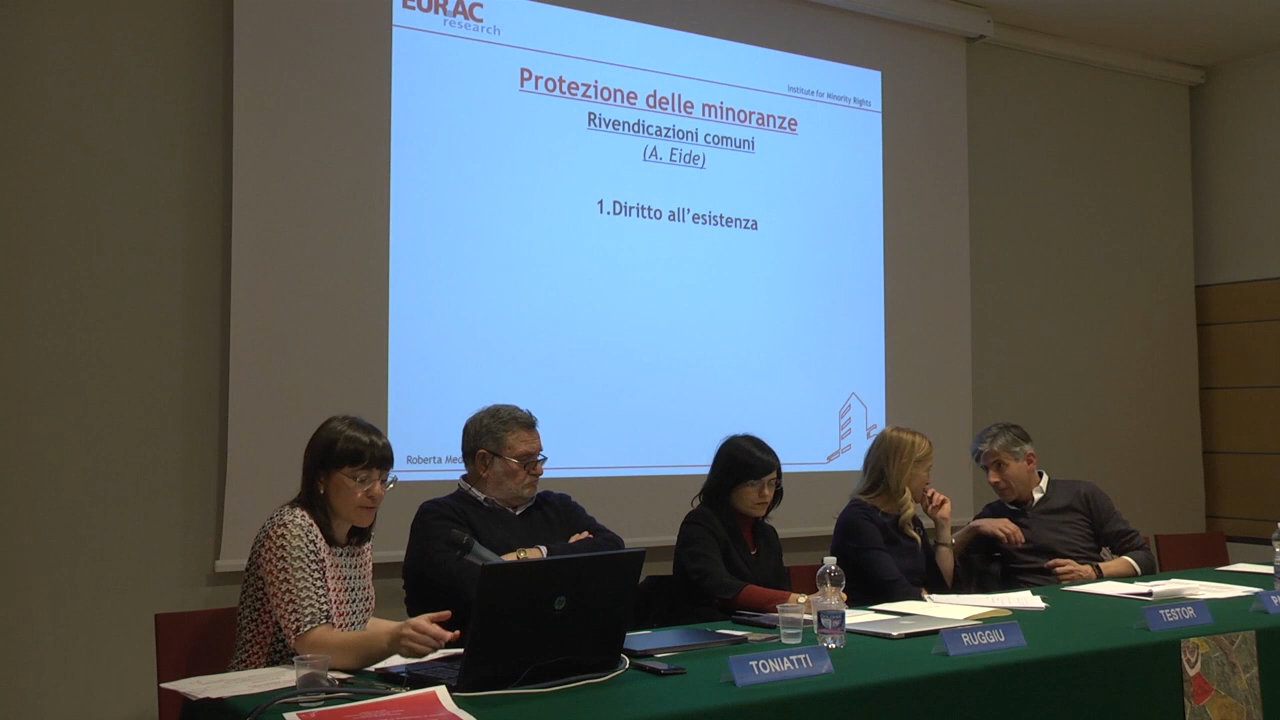 EURAC
research
Institute for Minority Rights
Protezione delle minoranze
Rivendicazioni comuni
(A. Eide)
1.Diritto all'esistenza
Roberta
TONIATTI
RUGGIU
TESTOR